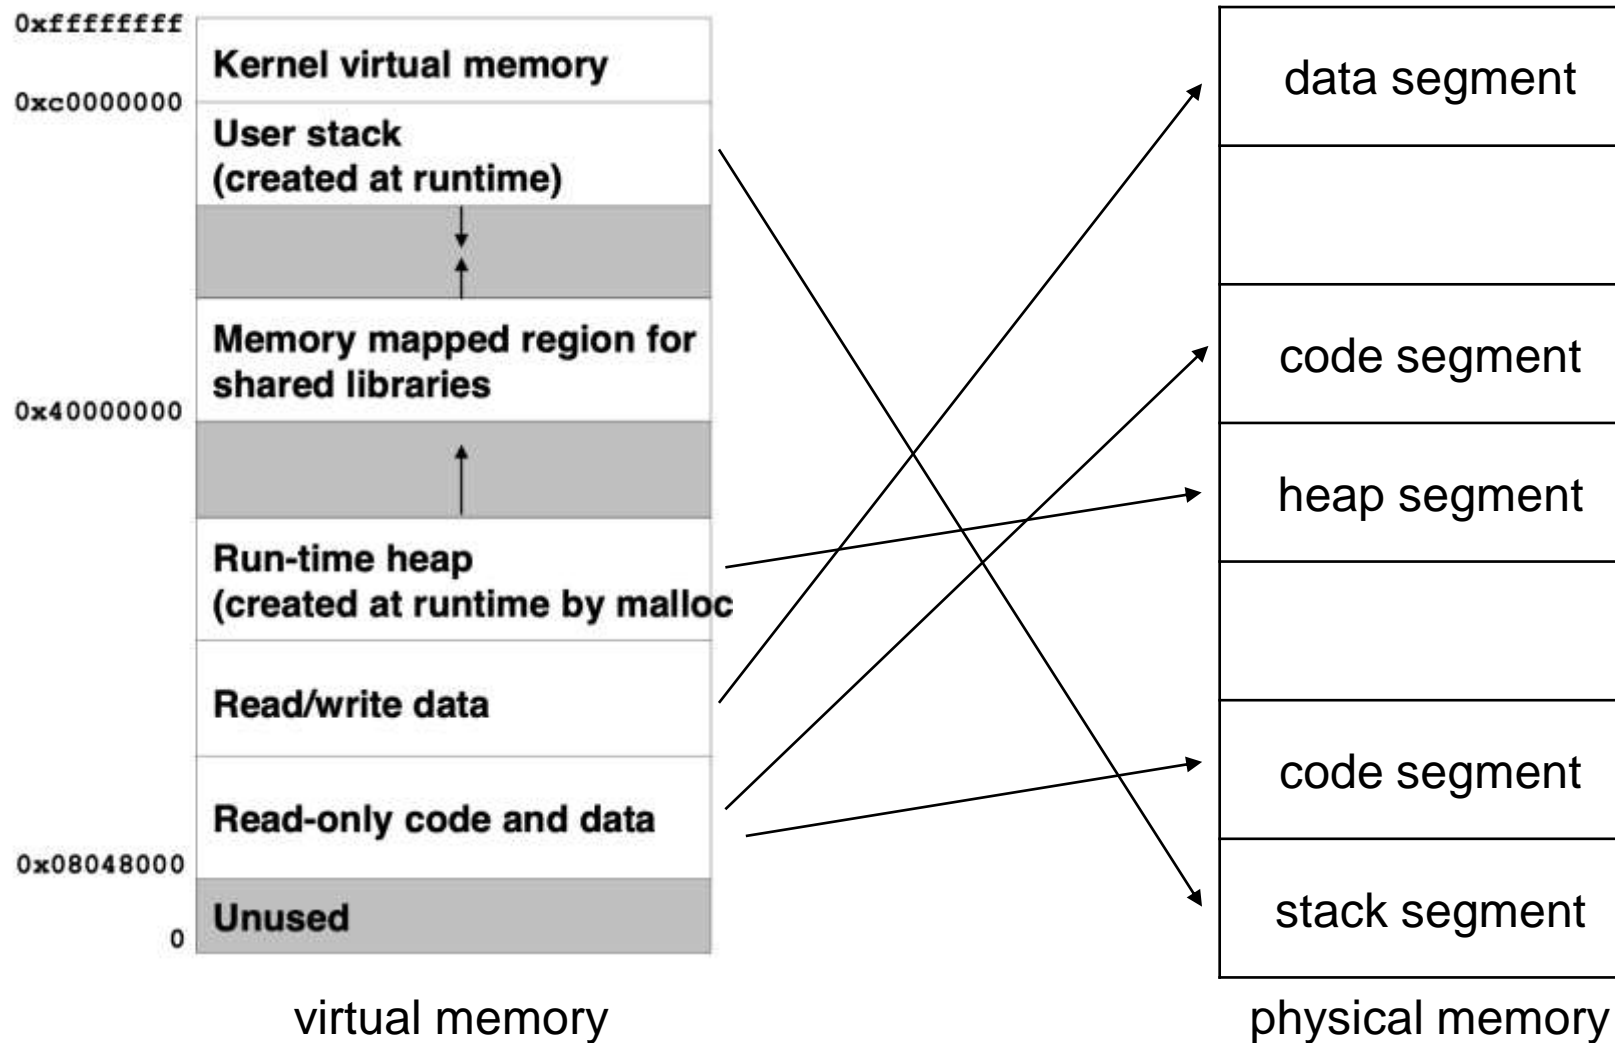 0xffffffff
Kernel virtual memory
0xc0000000
User stack
(created at runtime)
Memory mapped region for
shared libraries
0x40000000
Run-time heap
(created at runtime by malloc
Read/write data
Read-only code and data
0x08048000
Unused
0
virtual memory
data segment
code segment
heap segment
code segment
stack segment
physical memory